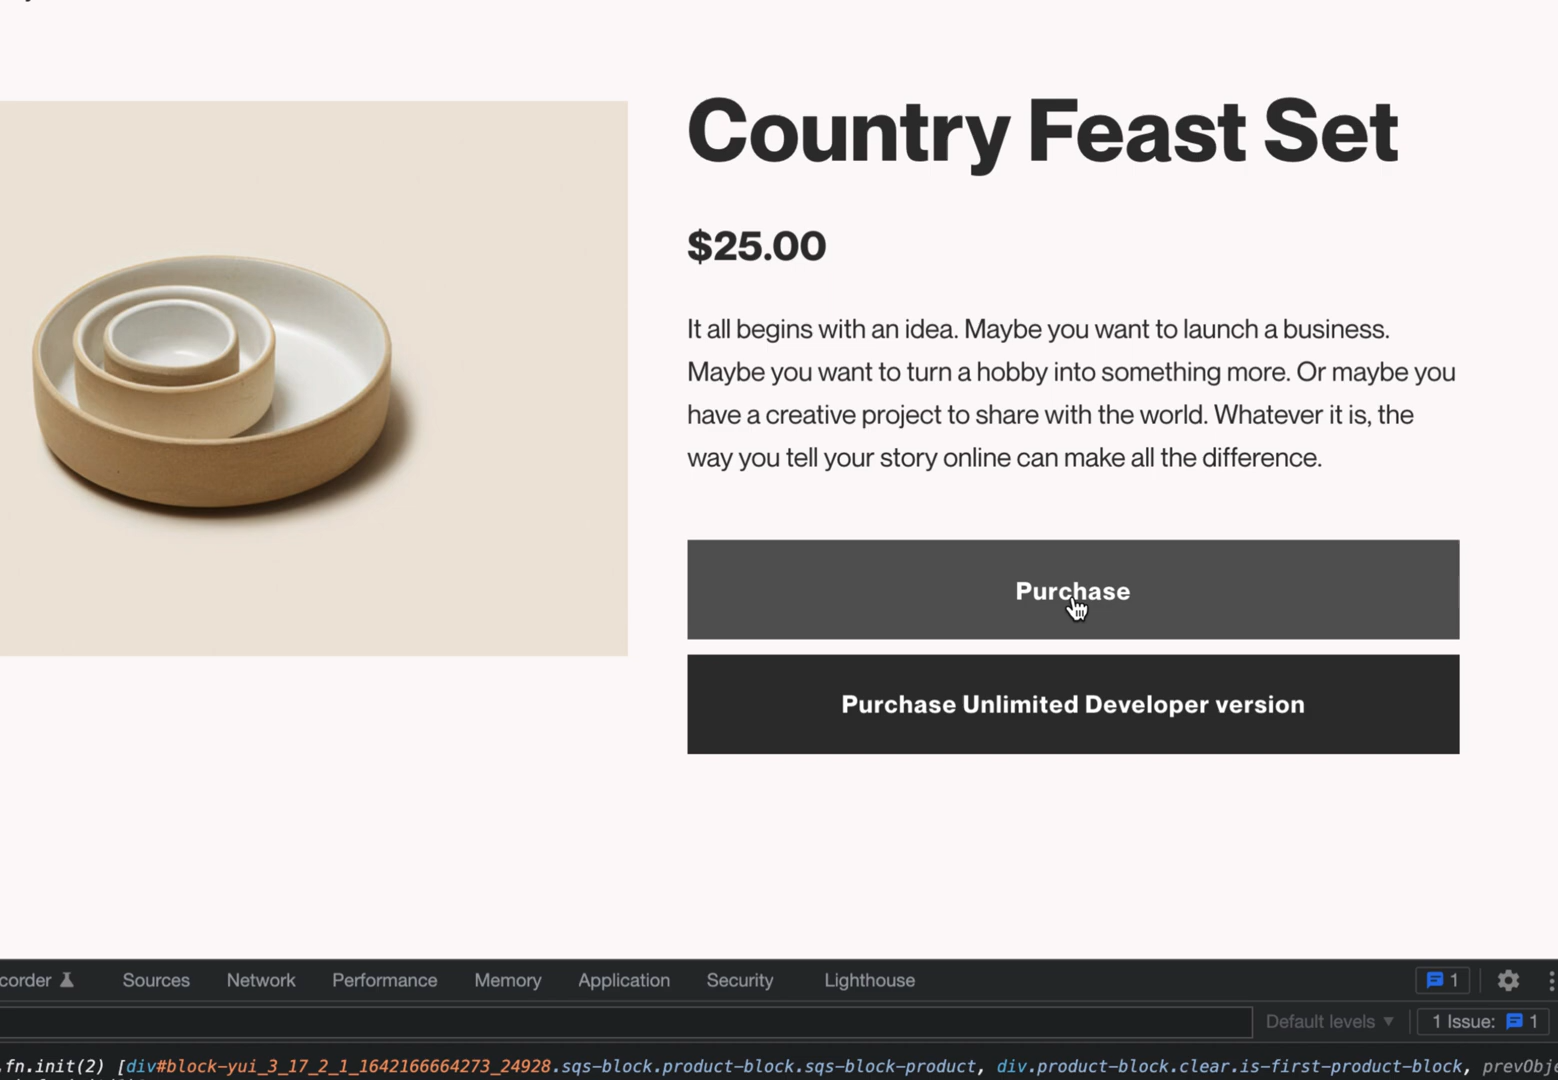 Country Feast Set
$25.00
It all begins with an idea. Maybe you want to launch a business.
Maybe you want to turn a hobby into something more. Or maybe you
have a creative project to share with the world. Whatever it is, the
way you tell your story online can make all the difference.
Purchase
Purchase Unlimited Developer version
corder Sources Network Performance Memory Application Security Lighthouse 1
Default levels ▼ 1 Issue: 1
.fn.init(2) [div#block-yui_3_17_2_1_1642166664273_24928.sqs-block.product-block.sqs-block-product, div.product-block.clear.is-first-product-block, prevObj